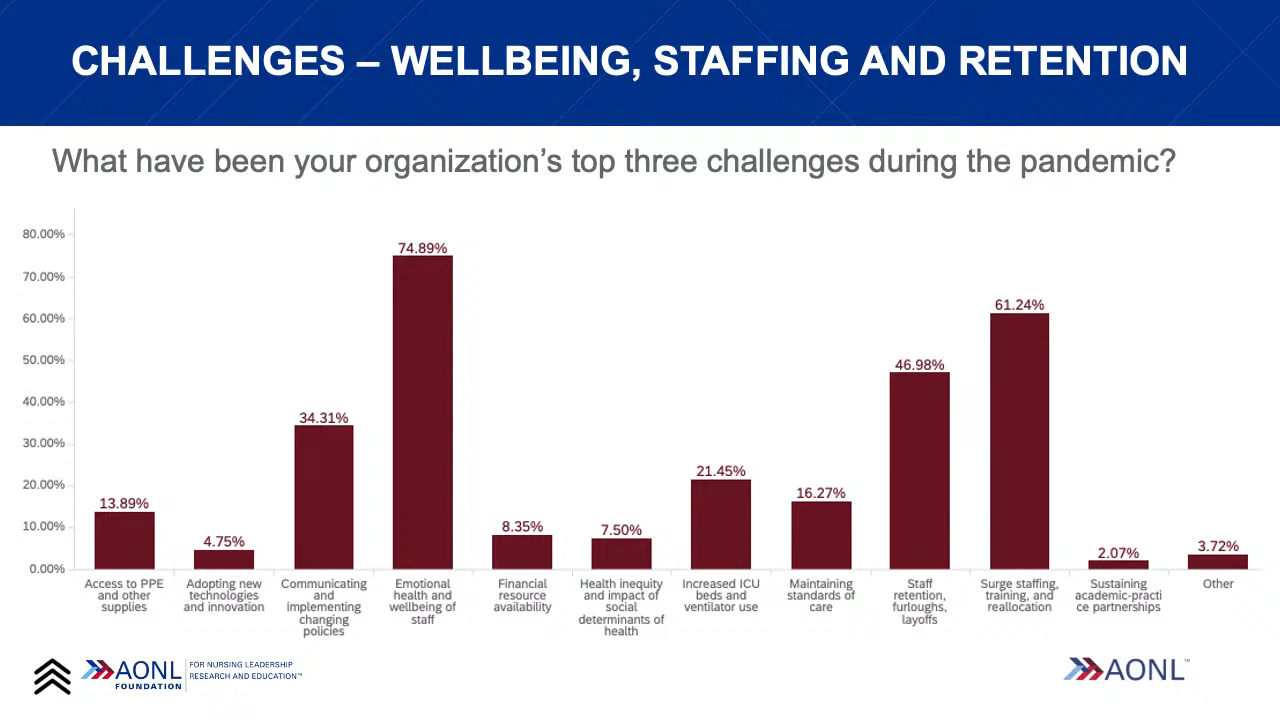 CHALLENGES – WELLBEING, STAFFING AND RETENTION
What have been your organization’s top three challenges during the pandemic?
80.00%
70.00%
60.00%
50.00%
40.00%
30.00%
20.00%
10.00%
0.00%
13.89%
4.75%
34.31%
74.89%
8.35%
7.50%
21.45%
16.27%
46.98%
61.24%
2.07%
3.72%
Access to PPE
and other
supplies
Adopting new
technologies
and innovation
Communicating
and
implementing
changing
policies
Emotional
health and
wellbeing of
staff
Financial
resource
availability
Health inequity
and impact of
social
determinants of
health
Increased ICU
beds and
ventilator use
Maintaining
standards of
care
Staff
retention,
furloughs,
layoffs
Surge staffing,
training, and
reallocation
Sustaining
academic-practi
ce partnerships
Other
AONL
FOUNDATION
FOR NURSING LEADERSHIP
RESEARCH AND EDUCATION™
AONL™